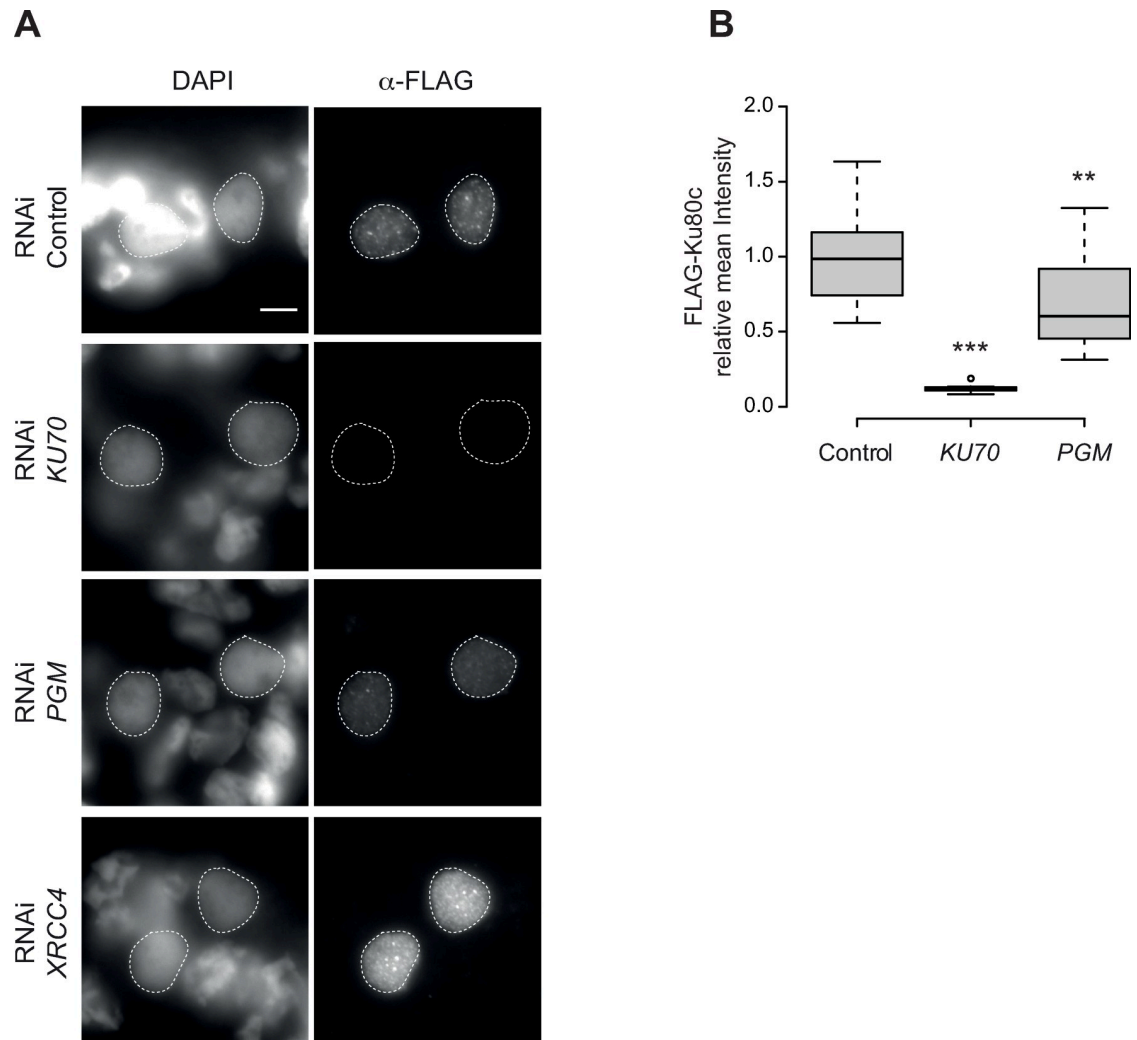 A
DAPI
α-FLAG
RNAi
Control
RNAi
KU70
RNAi
PGM
RNAi
XRCC4
B
FLAG-Ku80c
relative mean Intensity
2.0
1.5
1.0
0.5
0.0
***
**
Control
KU70
PGM